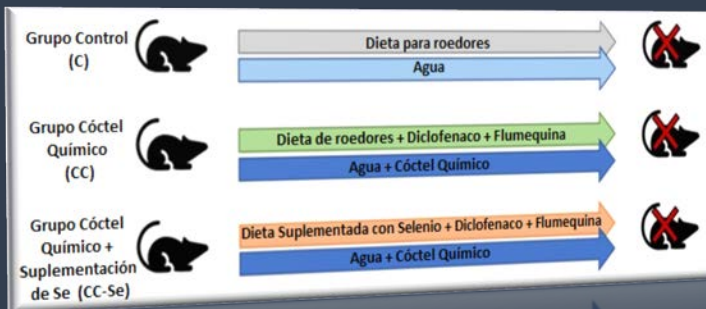 Grupo Control
(C)
Dieta para roedores
Agua
Grupo Cóctel
Químico
(CC)
Dieta de roedores + Diclofenaco + Flumequina
Agua + Cóctel Químico
Grupo Cóctel
Químico +
Suplementación
de Se (CC-Se)
Dieta Suplementada con Selenio + Diclofenaco + Flumequina
Agua + Cóctel Químico